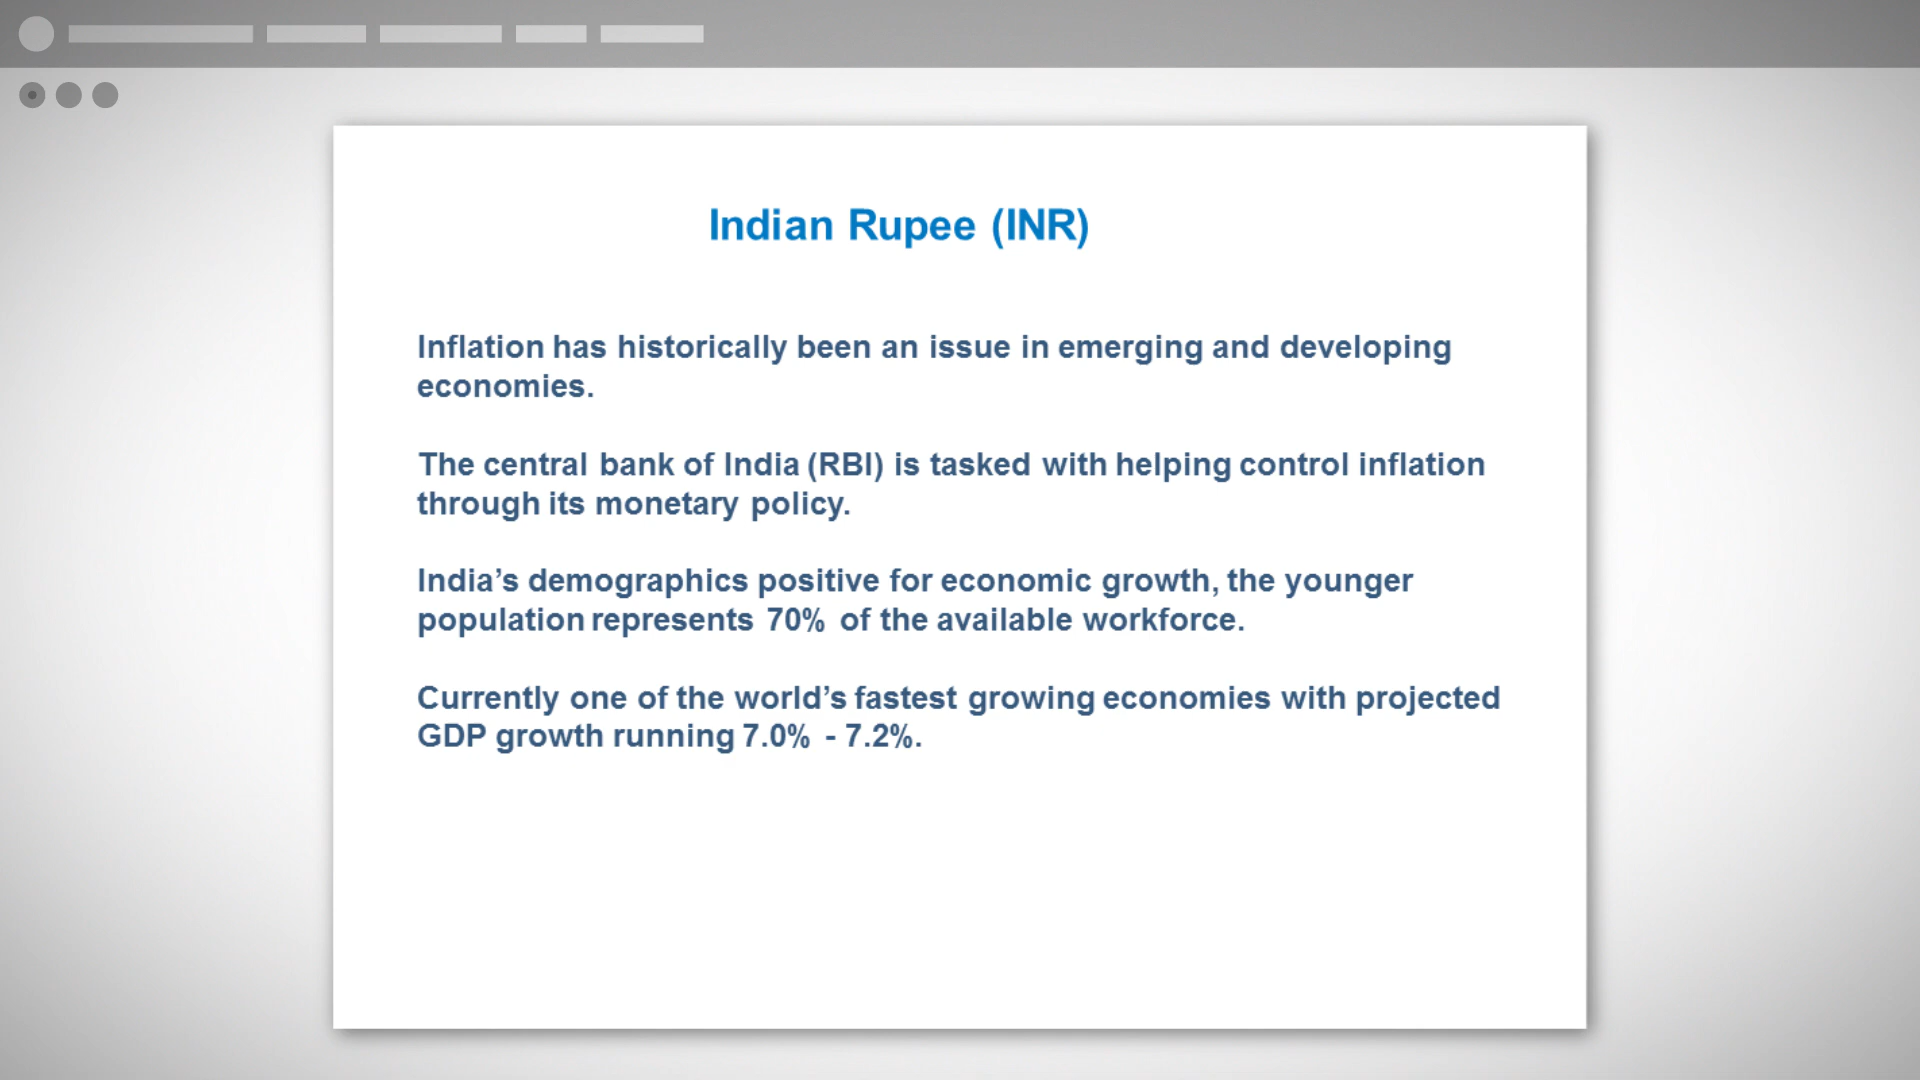 Indian Rupee (INR)
Inflation has historically been an issue in emerging and developing
economies.
The central bank of India (RBI) is tasked with helping control inflation
through its monetary policy.
India’s demographics positive for economic growth, the younger
population represents 70% of the available workforce.
Currently one of the world’s fastest growing economies with projected
GDP growth running 7.0% - 7.2%.